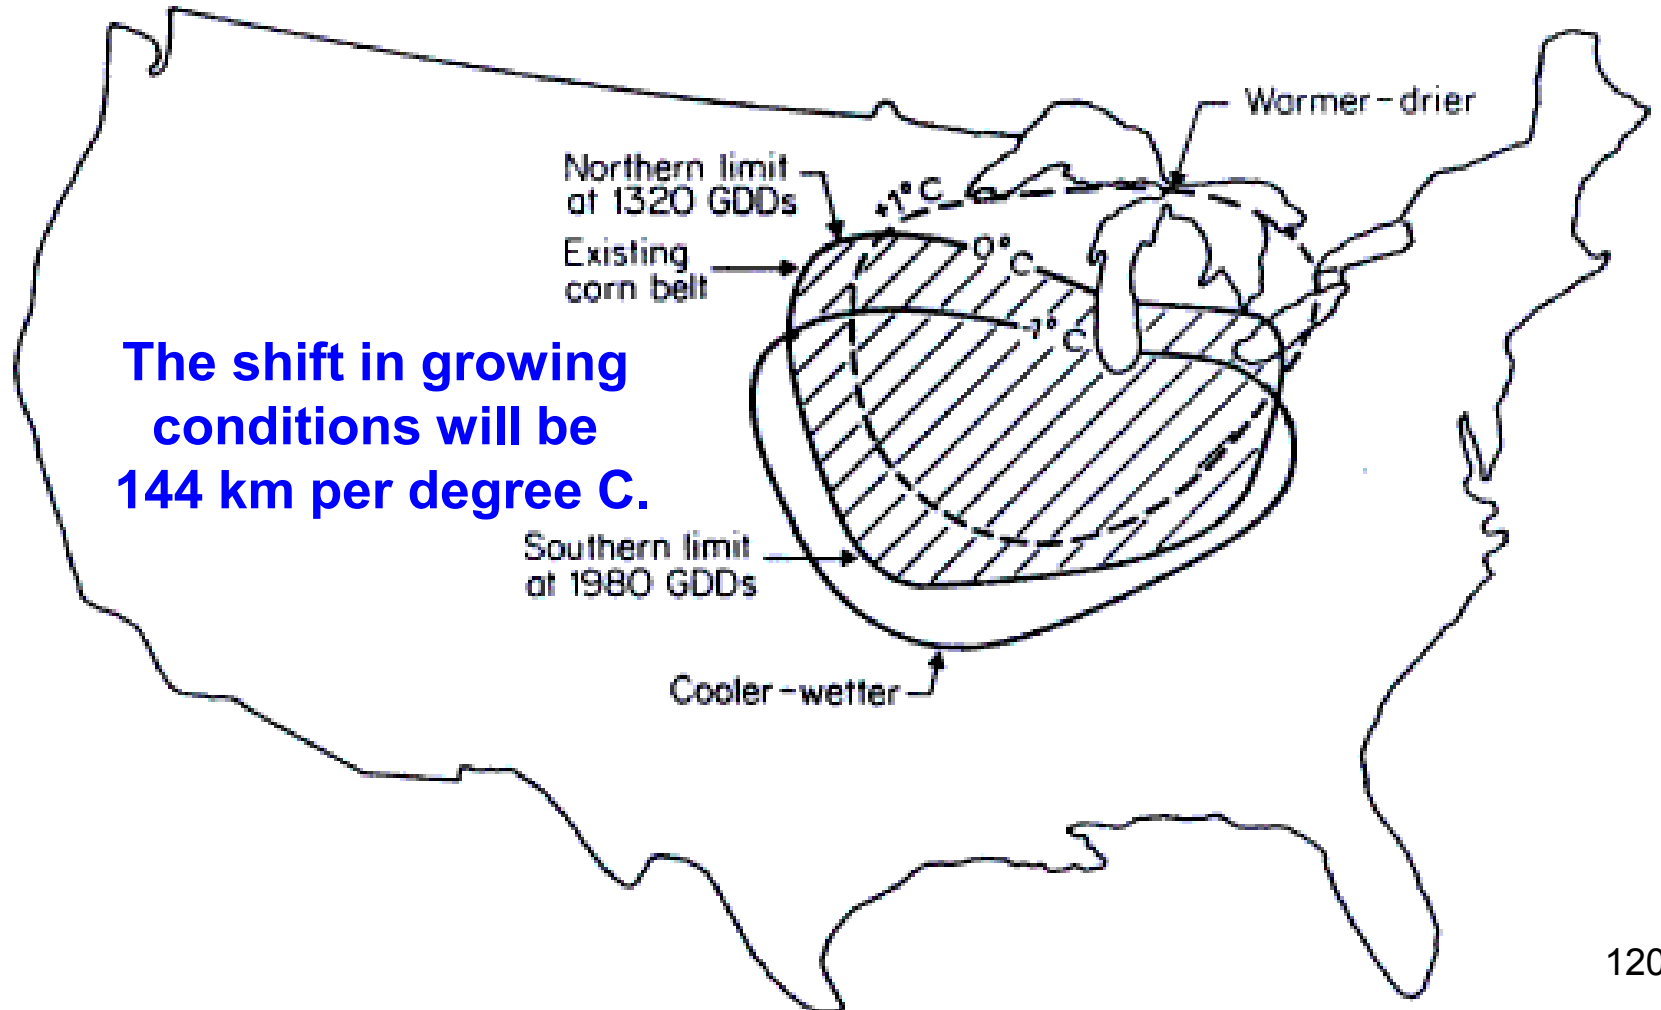 Warmer-drier
Northern limit
at 1320 GDDs
+1°C
Existing
corn belt
0°C
-1°C
The shift in growing
conditions will be
144 km per degree C.
Southern limit
at 1980 GDDs
Cooler-wetter
120